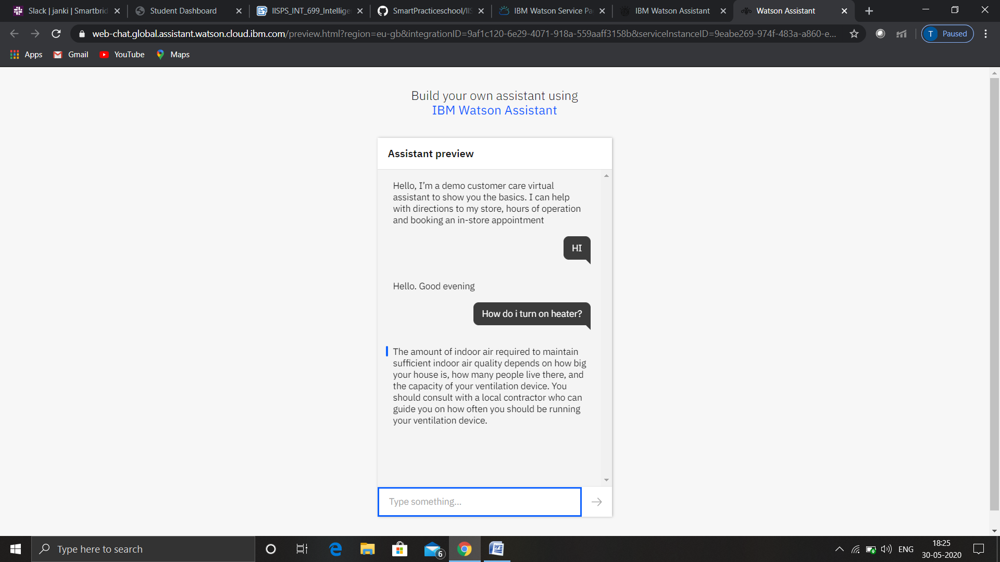 Slack | janki | Smartbrid
Student Dashboard
IISPS_INT_699_Intellige
SmartPracticeschool/IIS
IBM Watson Service Pa
IBM Watson Assistant
Watson Assistant
web-chat.global.assistant.watson.cloud.ibm.com/preview.html?region=eu-gb&integrationID=9af1c120-6e29-4071-918a-559aaff3158b&serviceInstanceID=9eabe269-974f-483a-a860-e...
T Paused
Apps
Gmail
YouTube
Maps
Build your own assistant using
IBM Watson Assistant
Assistant preview
Hello, I'm a demo customer care virtual
assistant to show you the basics. I can help
with directions to my store, hours of operation
and booking an in-store appointment
HI
Hello. Good evening
How do i turn on heater?
The amount of indoor air required to maintain
sufficient indoor air quality depends on how big
your house is, how many people live there, and
the capacity of your ventilation device. You
should consult with a local contractor who can
guide you on how often you should be running
your ventilation device.
Type something...
Type here to search
6
ENG
18:25
30-05-2020